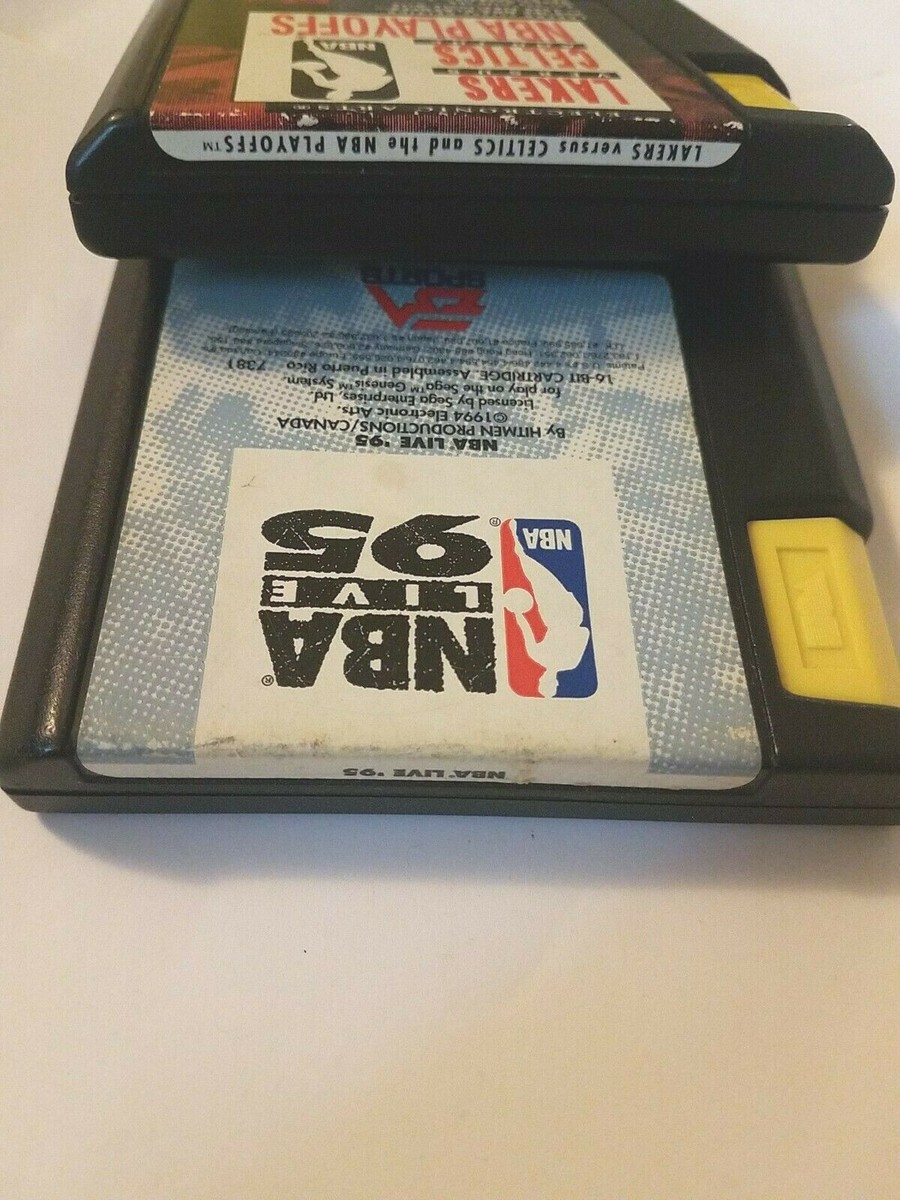 LAKERS versus CELTICS and the NBA PLAYOFFS™
ELECTRONIC ARTS®
LAKERS
VERSUS
CELTICS
NBA PLAYOFFS
NBA
NBA LIVE '95
NBA®
LIVE
95
NBA
®
NBA LIVE '95
By HITMEN PRODUCTIONS/CANADA
©1994 Electronic Arts.
Licensed by Sega Enterprises, Ltd.
for play on the Sega™ Genesis™ System.
16-BIT CARTRIDGE. Assembled in Puerto Rico
7381
EA
SPORTS